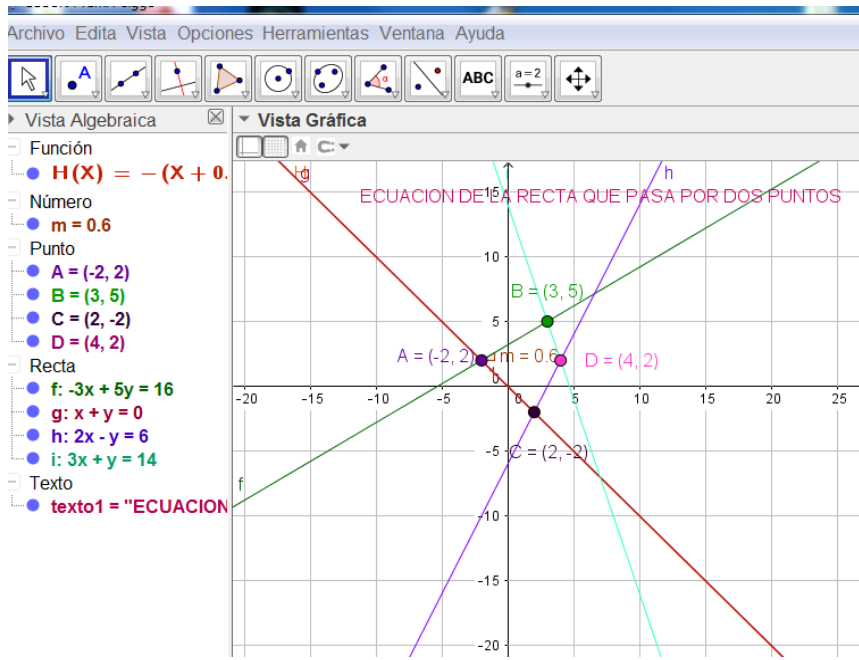 Archivo Edita Vista Opciones Herramientas Ventana Ayuda
A ABC a=2
Vista Algebraica
Función
H(X) = -(X + 0.
Número
m = 0.6
Punto
A = (-2, 2)
B = (3, 5)
C = (2, -2)
D = (4, 2)
Recta
f: -3x + 5y = 16
g: x + y = 0
h: 2x - y = 6
i: 3x + y = 14
Texto
texto1 = "ECUACION
Vista Gráfica
g
h
ECUACION DE LA RECTA QUE PASA POR DOS PUNTOS
15
10
B = (3, 5)
5
A = (-2, 2)
m = 0.6
D = (4, 2)
0
-20 -15 -10 -5 0 5 10 15 20 25
-5
C = (2, -2)
f
-10
-15
-20